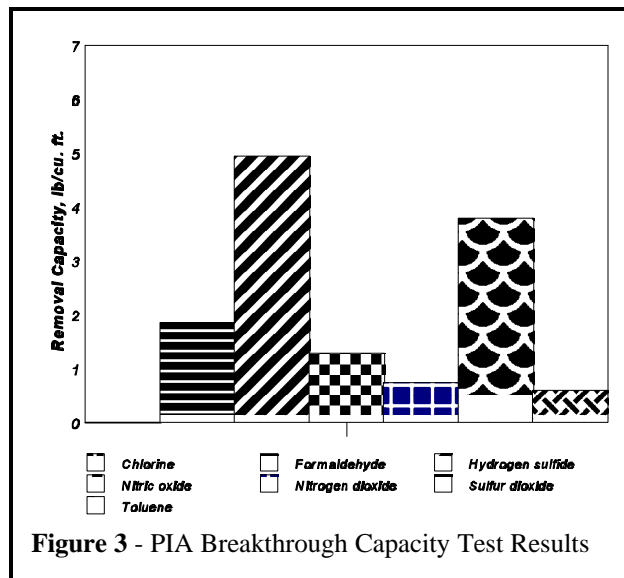 7
6
5
4
3
2
1
0
Removal Capacity, lb/cu. ft.
Chlorine Formaldehyde Hydrogen sulfide
Nitric oxide Nitrogen dioxide Sulfur dioxide
Toluene
Figure 3 - PIA Breakthrough Capacity Test Results